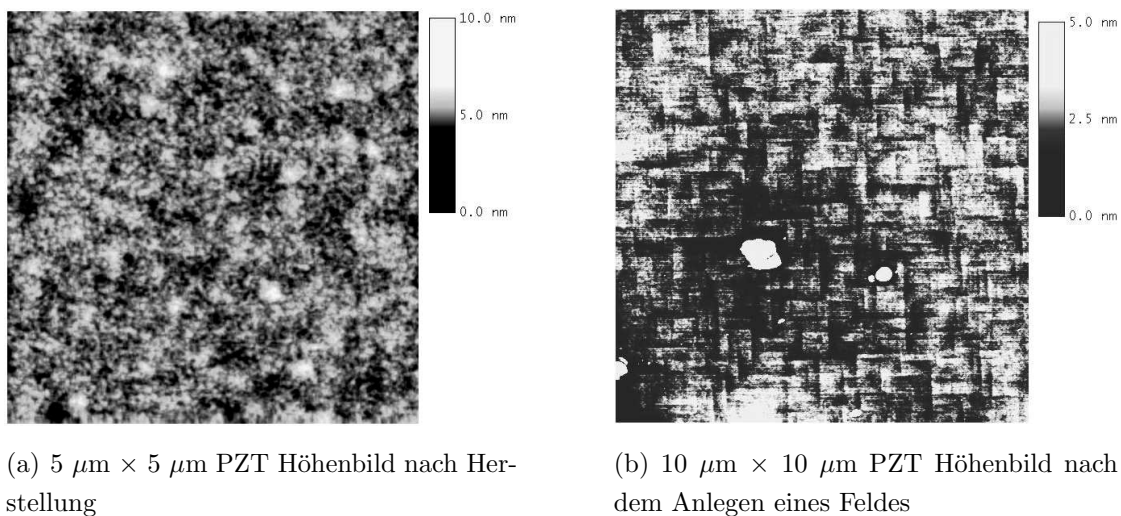 10.0 nm
5.0 nm
0.0 nm
5.0 nm
2.5 nm
0.0 nm
(a) 5 μm × 5 μm PZT Höhenbild nach Her-
stellung
(b) 10 μm × 10 μm PZT Höhenbild nach
dem Anlegen eines Feldes